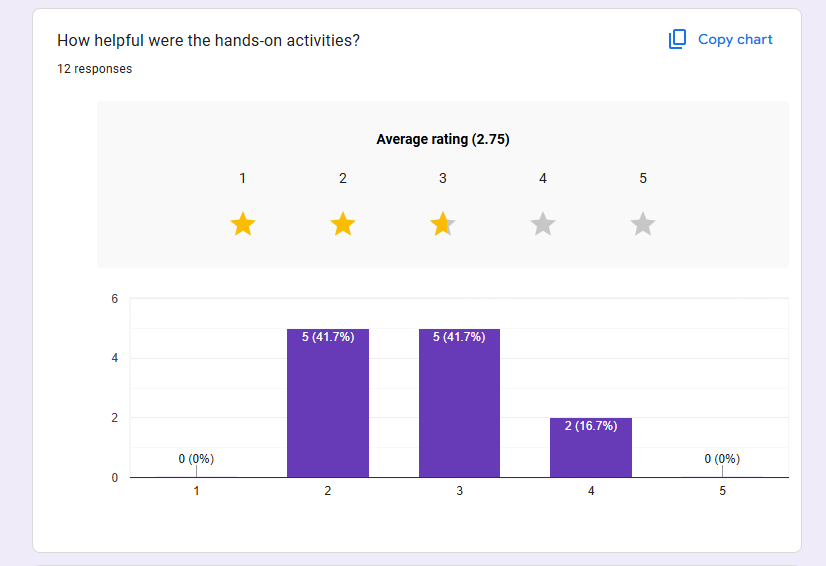 How helpful were the hands-on activities?
Copy chart
12 responses
Average rating (2.75)
1 2 3 4 5
6
4
2
0
0 (0%)
5 (41.7%)
5 (41.7%)
2 (16.7%)
0 (0%)
1 2 3 4 5